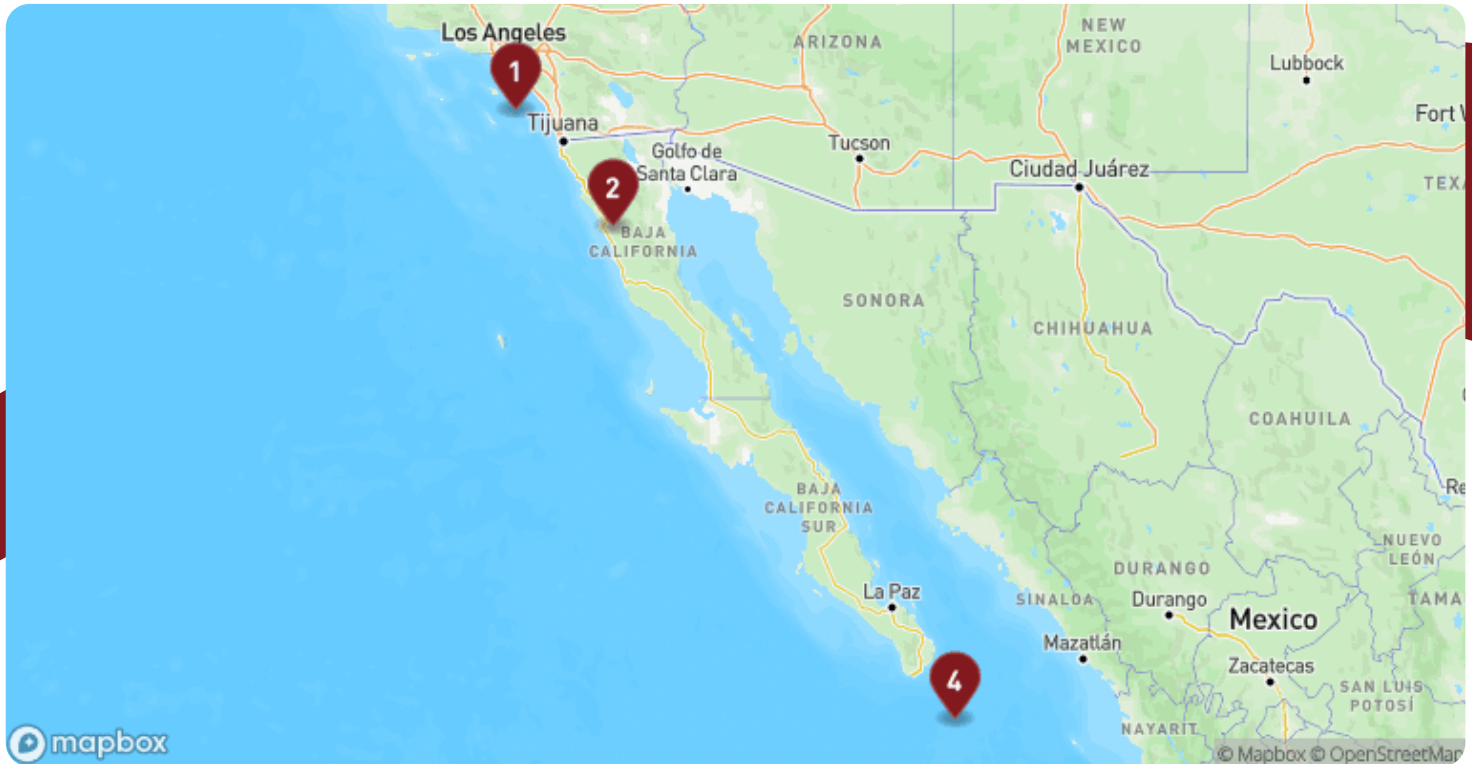 Los Angeles
1
ARIZONA
NEW
MEXICO
Lubbock
Fort
Tijuana
Tucson
Golfo de
Santa Clara
Ciudad Juárez
TEXA
2
BAJA
CALIFORNIA
SONORA
CHIHUAHUA
COAHUILA
BAJA
CALIFORNIA
SUR
Re
NUEVO
LEÓN
DURANGO
La Paz
SINALOA
Durango
Mexico
TAMA
Mazatlán
Zacatecas
4
SAN LUIS
POTOSÍ
NAYARIT
mapbox
© Mapbox © OpenStreetMap